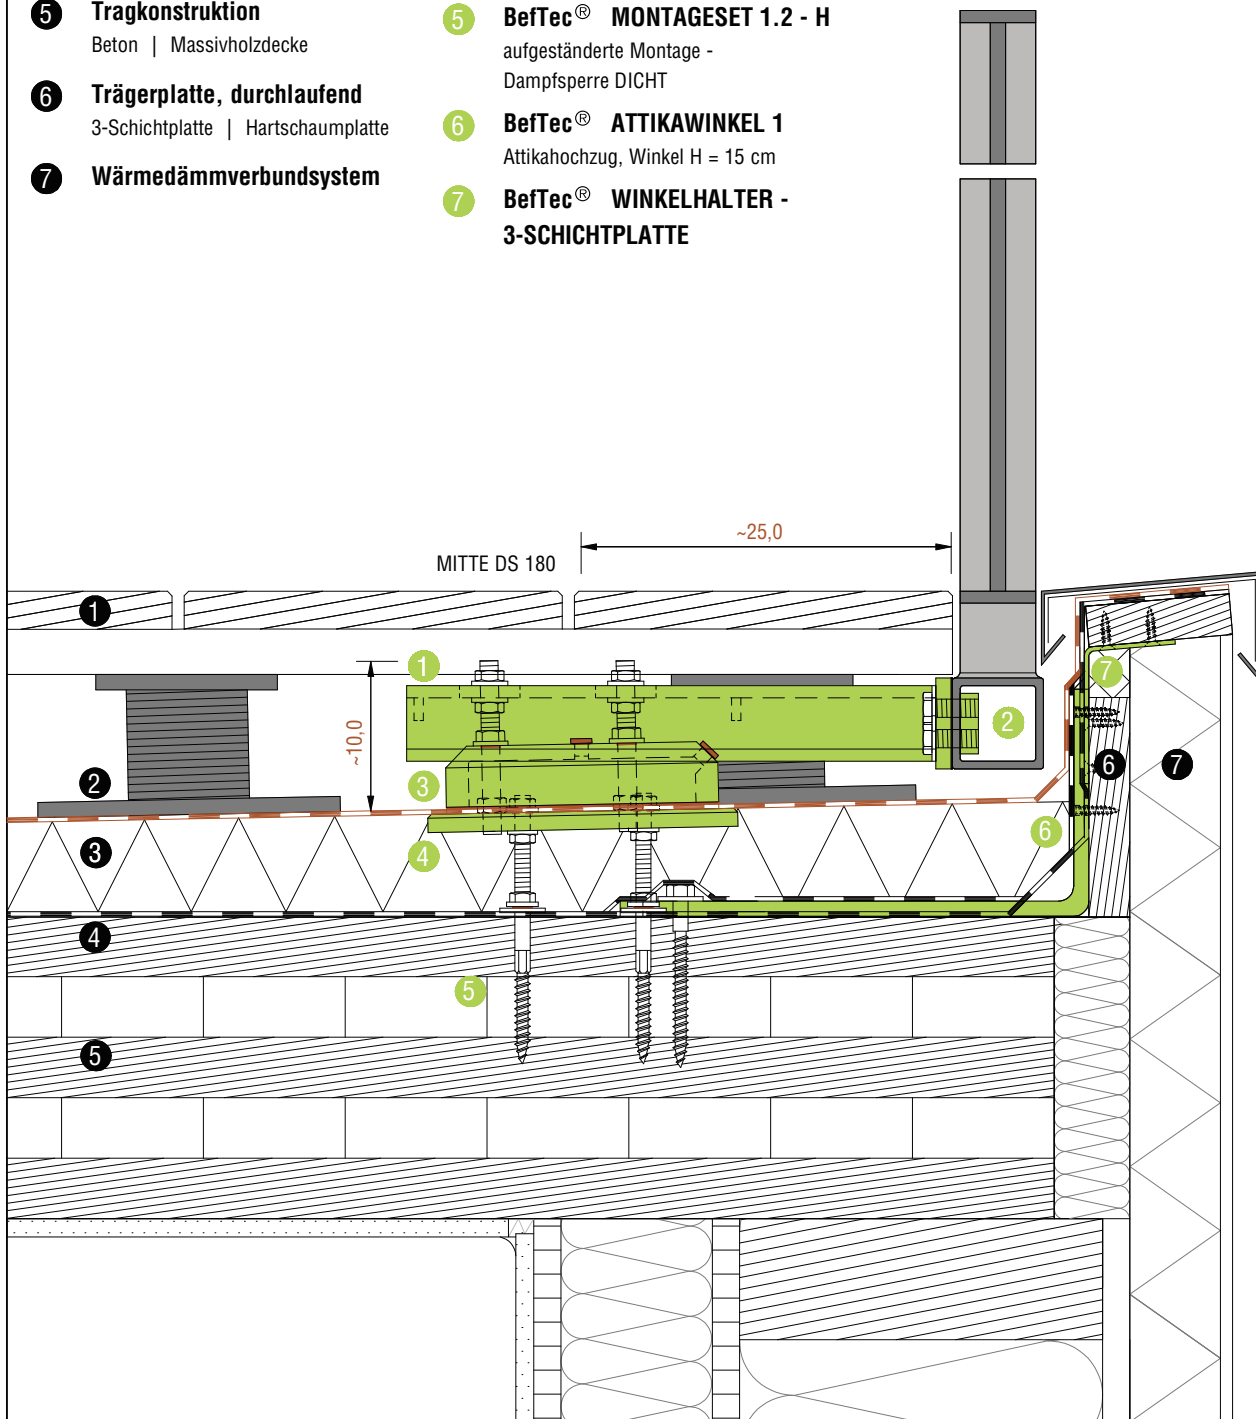 5 Tragkonstruktion
Beton | Massivholzdecke
6 Trägerplatte, durchlaufend
3-Schichtplatte | Hartschaumplatte
7 Wärmedämmverbundsystem
5 BefTec® MONTAGESET 1.2 - H
aufgeständerte Montage -
Dampfsperre DICHT
6 BefTec® ATTIKAWINKEL 1
Attikahochzug, Winkel H = 15 cm
7 BefTec® WINKELHALTER -
3-SCHICHTPLATTE
~25,0
MITTE DS 180
1
1
7
2
~10,0
2
3
6
7
3
4
6
4
5
5